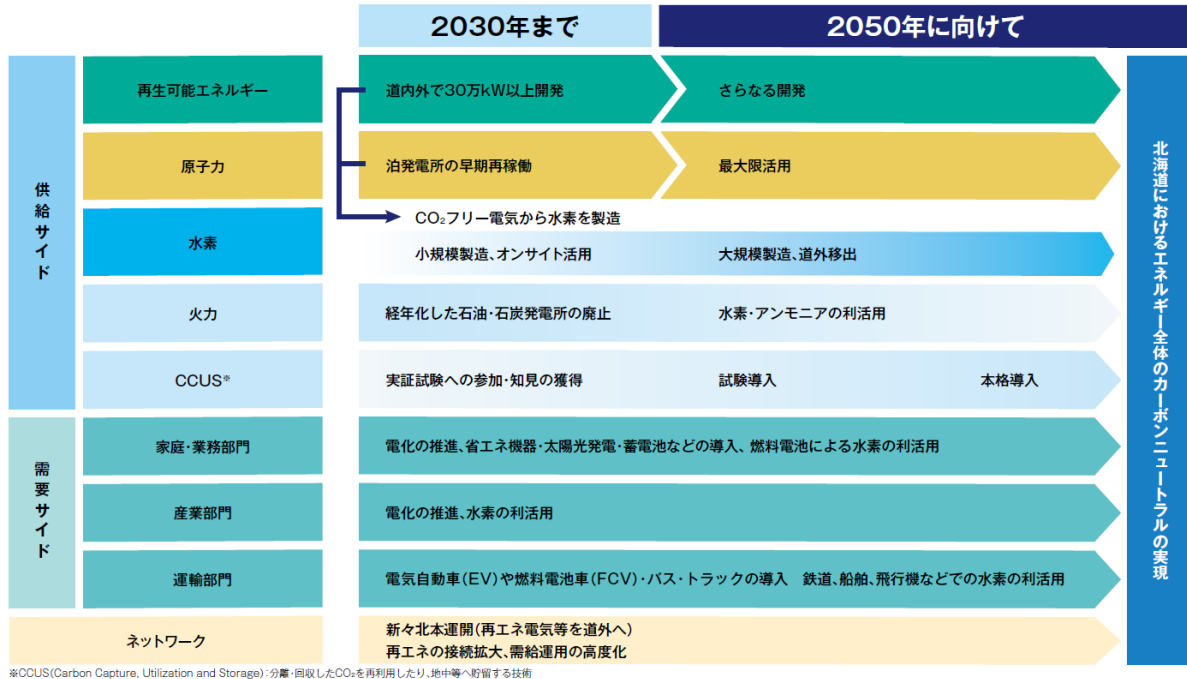 2030年まで
2050年に向けて
供給サイド
再生可能エネルギー
道内外で30万kW以上開発
さらなる開発
原子力
泊発電所の早期再稼働
最大限活用
水素
CO₂フリー電気から水素を製造
小規模製造、オンサイト活用
大規模製造、道外移出
火力
経年化した石油・石炭発電所の廃止
水素・アンモニアの利活用
CCUS※
実証試験への参加・知見の獲得
試験導入
本格導入
需要サイド
家庭・業務部門
電化の推進、省エネ機器・太陽光発電・蓄電池などの導入、燃料電池による水素の利活用
産業部門
電化の推進、水素の利活用
運輸部門
電気自動車(EV)や燃料電池車(FCV)・バス・トラックの導入　鉄道、船舶、飛行機などでの水素の利活用
ネットワーク
新々北本運開(再エネ電気等を道外へ)
再エネの接続拡大、需給運用の高度化
北海道におけるエネルギー全体のカーボンニュートラルの実現
※CCUS(Carbon Capture, Utilization and Storage):分離・回収したCO₂を再利用したり、地中等へ貯留する技術